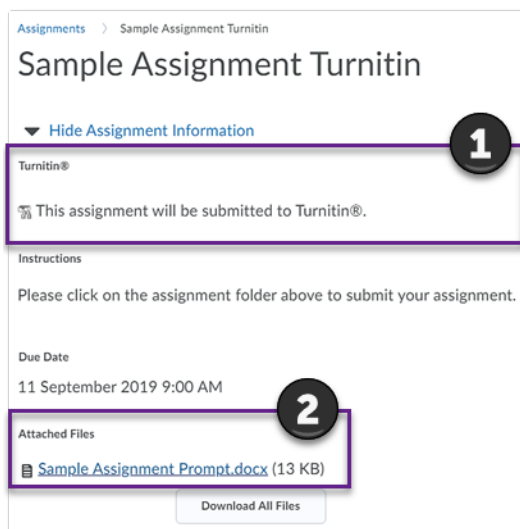 Assignments > Sample Assignment Turnitin
Sample Assignment Turnitin
Hide Assignment Information
1
Turnitin®
This assignment will be submitted to Turnitin®.
Instructions
Please click on the assignment folder above to submit your assignment.
Due Date
11 September 2019 9:00 AM
2
Attached Files
Sample Assignment Prompt.docx (13 KB)
Download All Files